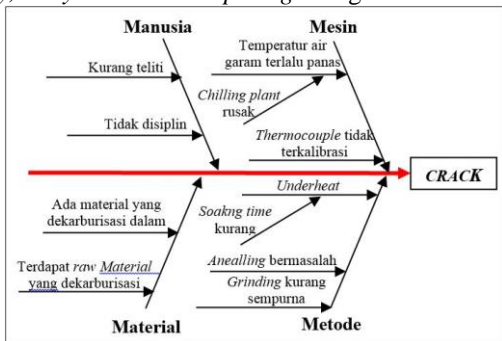 Manusia
Mesin
Kurang teliti
Temperatur air
garam terlalu panas
Chilling plant
rusak
Tidak disiplin
Thermocouple tidak
terkalibrasi
CRACK
Underheat
Ada material yang
dekarburisasi dalam
Soakng time
kurang
Anealling bermasalah
Terdapat raw Material
yang dekarburisasi
Grinding kurang
sempurna
Material
Metode